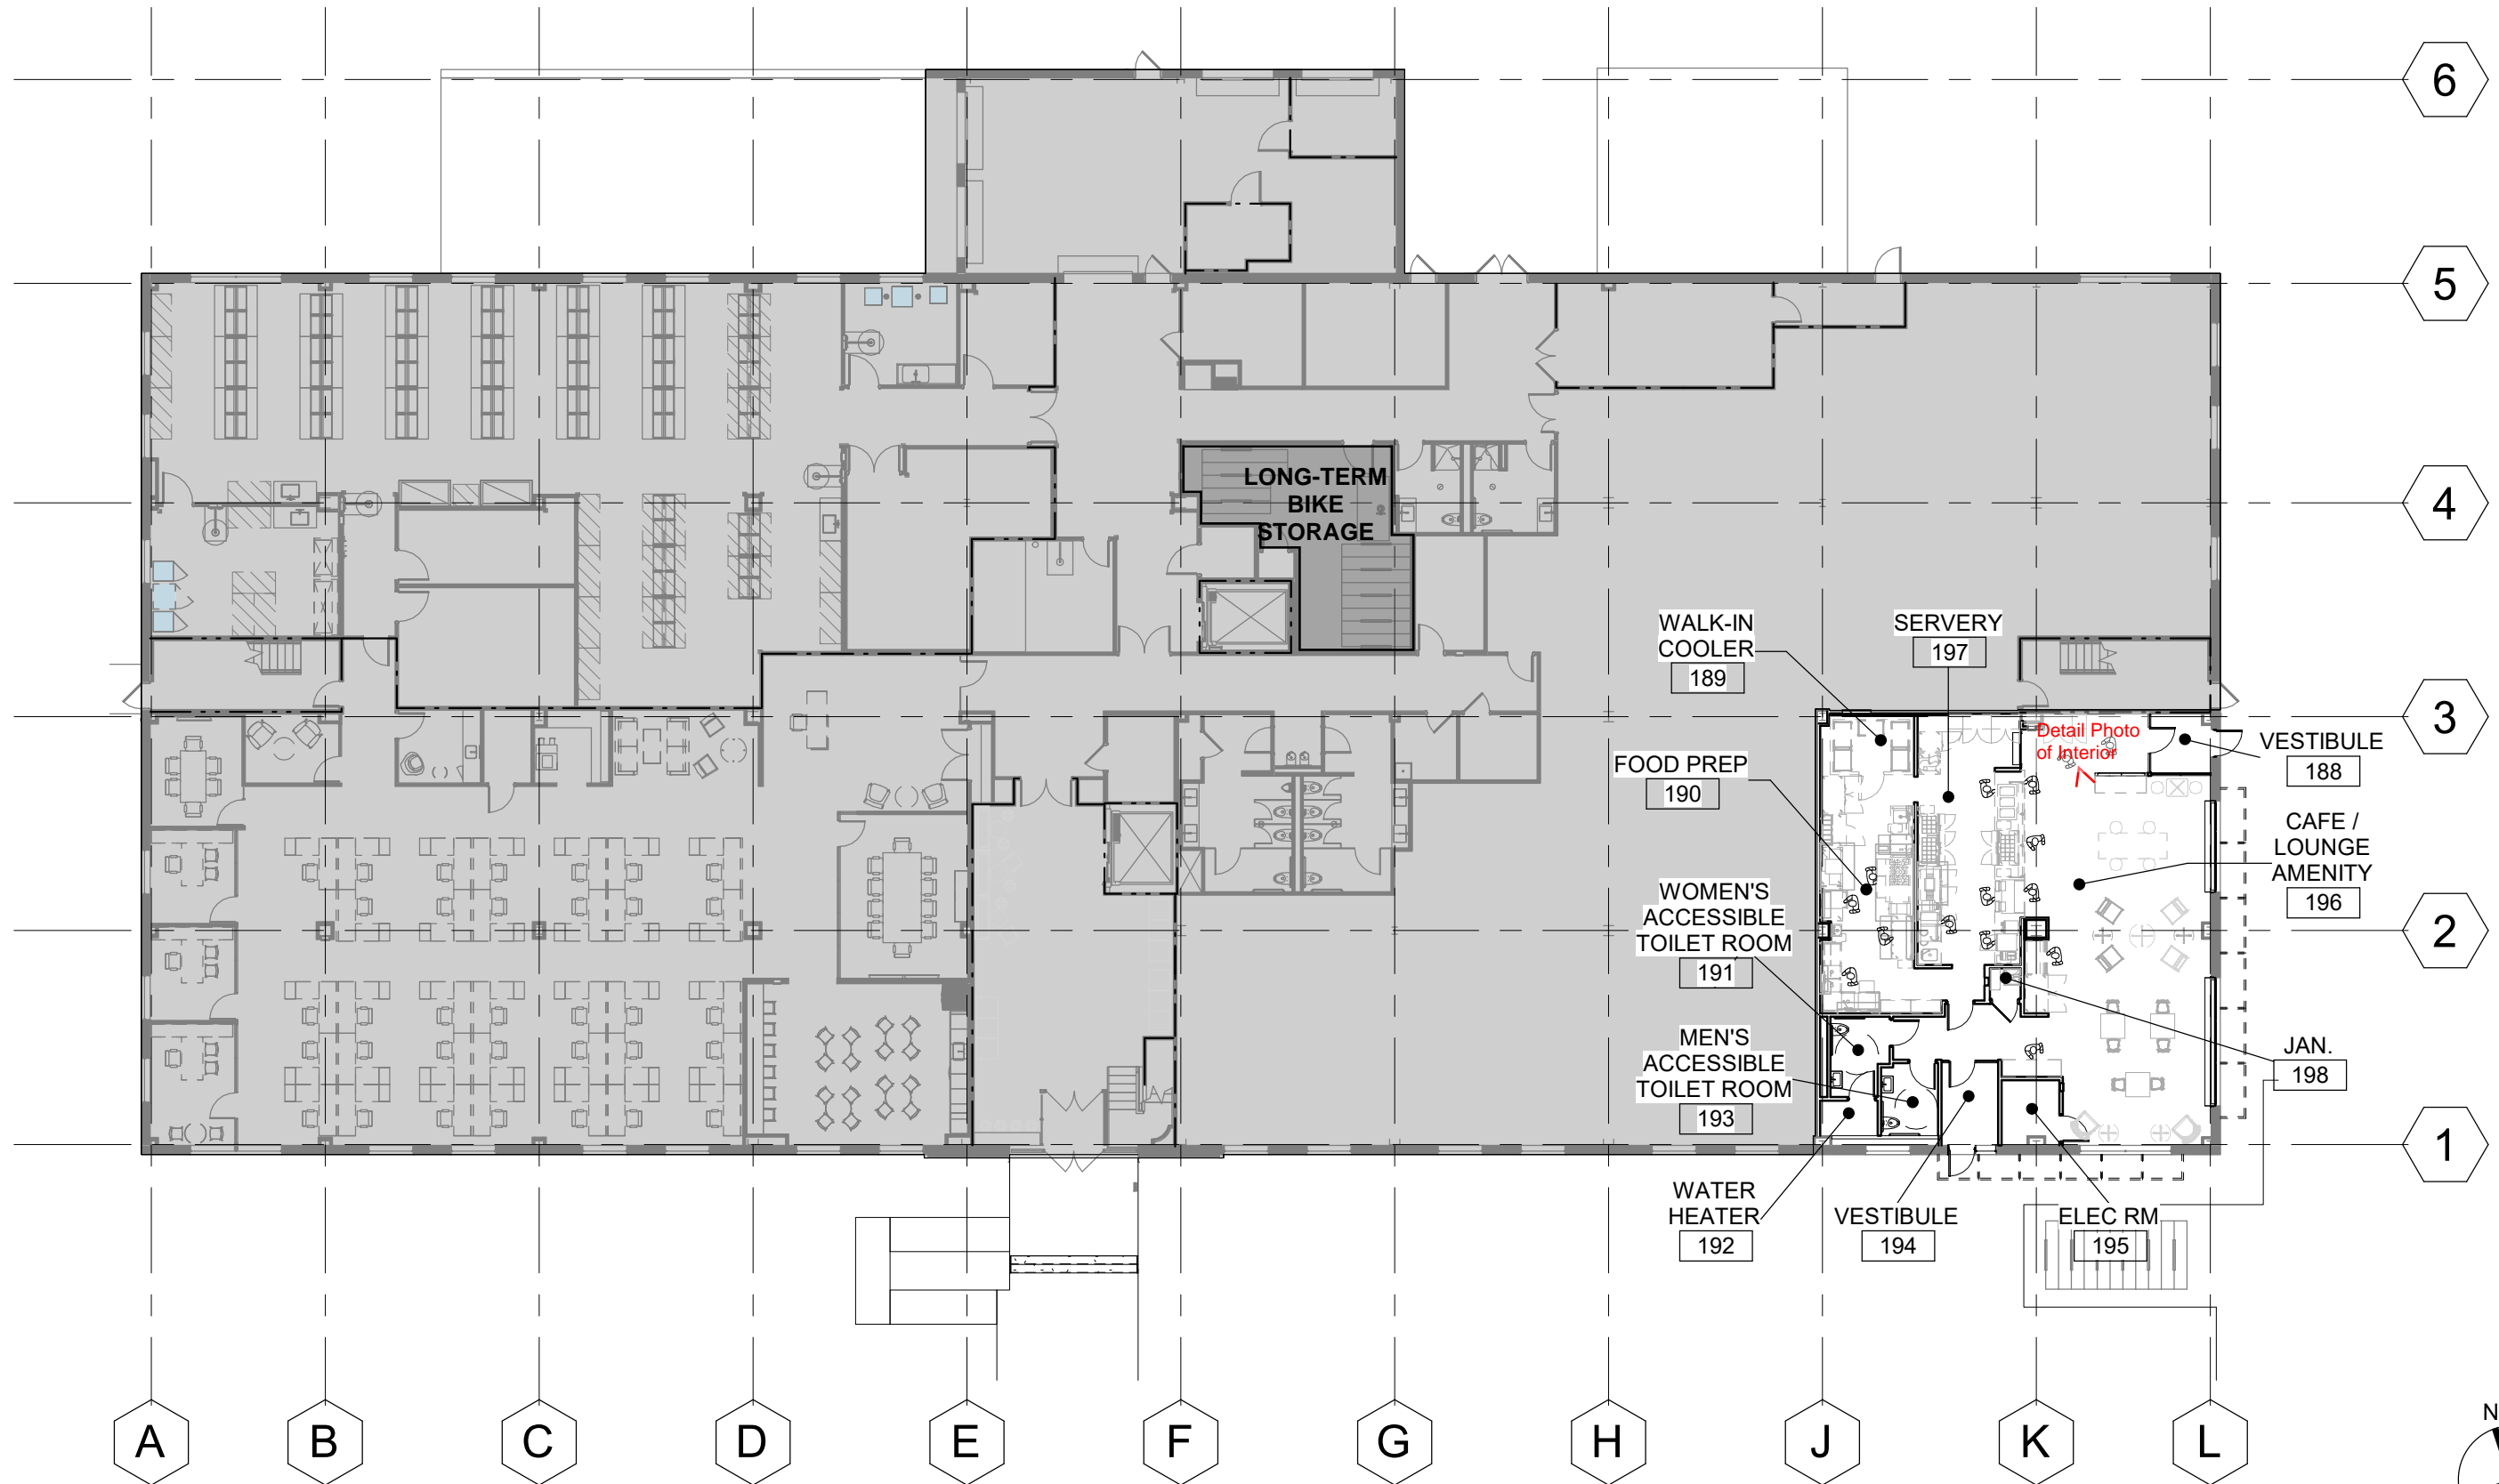 6
5
4
LONG-TERM
BIKE
STORAGE
WALK-IN
COOLER
189
SERVERY
197
3
Detail Photo
of Interior
VESTIBULE
188
FOOD PREP
190
CAFE /
LOUNGE
AMENITY
196
WOMEN'S
ACCESSIBLE
TOILET ROOM
191
2
MEN'S
ACCESSIBLE
TOILET ROOM
193
JAN.
198
1
WATER
HEATER
192
VESTIBULE
194
ELEC RM
195
A
B
C
D
E
F
G
H
J
K
L
N